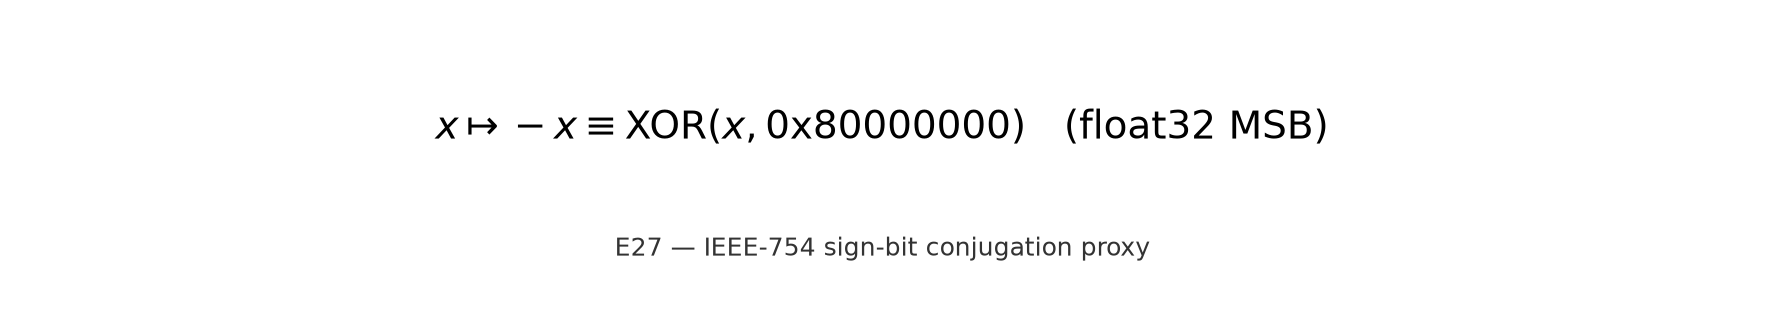 x ↦ − x ≡ XOR(x, 0x80000000) (float32 MSB)
E27 — IEEE-754 sign-bit conjugation proxy